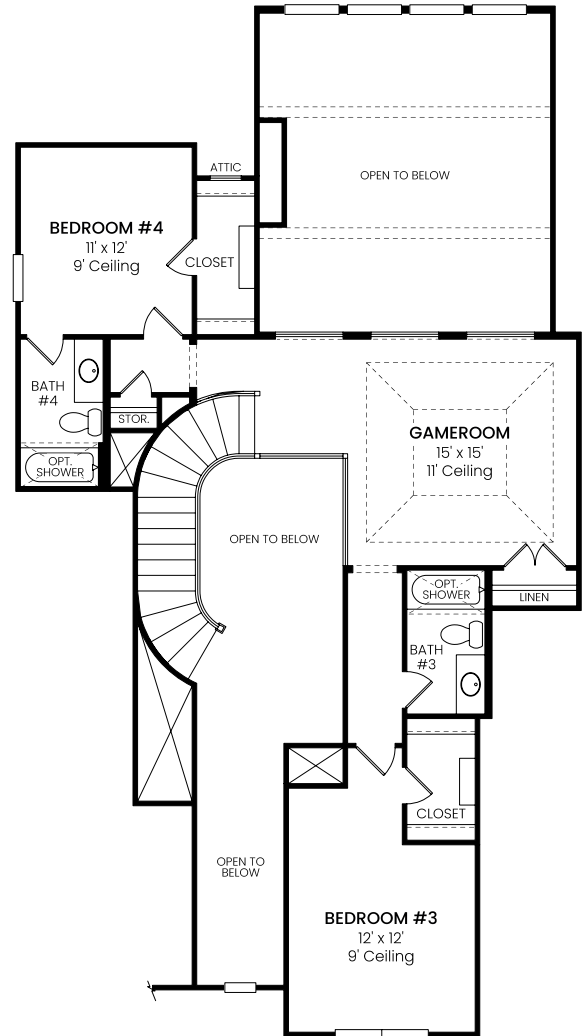 ATTIC
OPEN TO BELOW
BEDROOM #4
11' x 12'
9' Ceiling
CLOSET
BATH
#4
STOR.
OPT.
SHOWER
GAMEROOM
15' x 15'
11' Ceiling
OPEN TO BELOW
OPT.
SHOWER
LINEN
BATH
#3
CLOSET
OPEN TO
BELOW
BEDROOM #3
12' x 12'
9' Ceiling